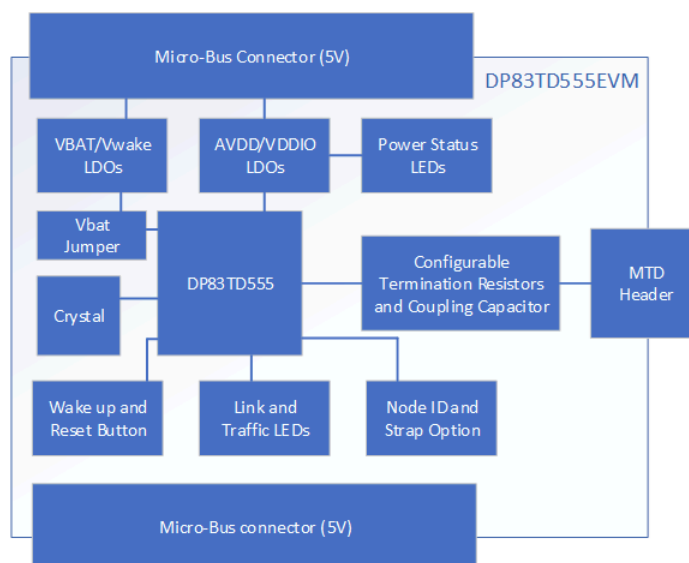 Micro-Bus Connector (5V)
DP83TD555EVM
VBAT/Vwake
LDOs
AVDD/VDDIO
LDOs
Power Status
LEDs
Vbat
Jumper
DP83TD555
Configurable
Termination Resistors
and Coupling Capacitor
MTD
Header
Crystal
Wake up and
Reset Button
Link and
Traffic LEDs
Node ID and
Strap Option
Micro-Bus connector (5V)